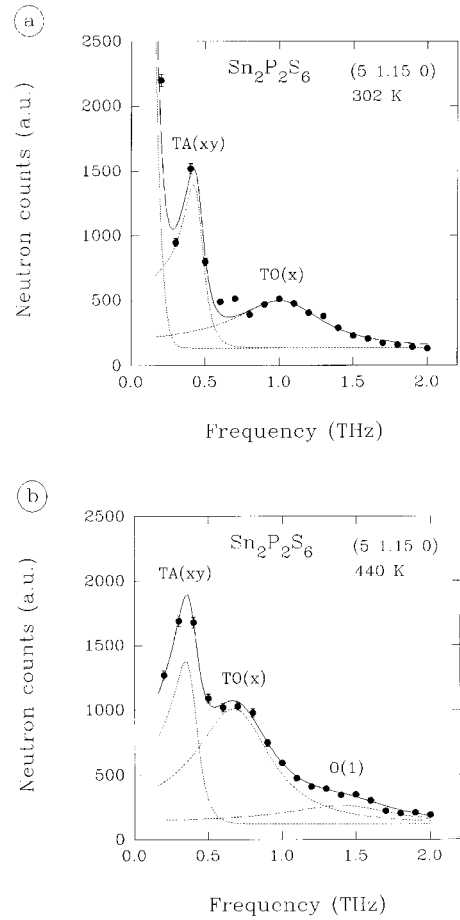 a
2500
2000
1500
1000
500
0
Neutron counts (a.u.)
Sn2P2S6
(5 1.15 0)
302 K
TA(xy)
TO(x)
0.0 0.5 1.0 1.5 2.0
Frequency (THz)
b
2500
2000
1500
1000
500
0
Neutron counts (a.u.)
Sn2P2S6
(5 1.15 0)
440 K
TA(xy)
TO(x)
O(1)
0.0 0.5 1.0 1.5 2.0
Frequency (THz)